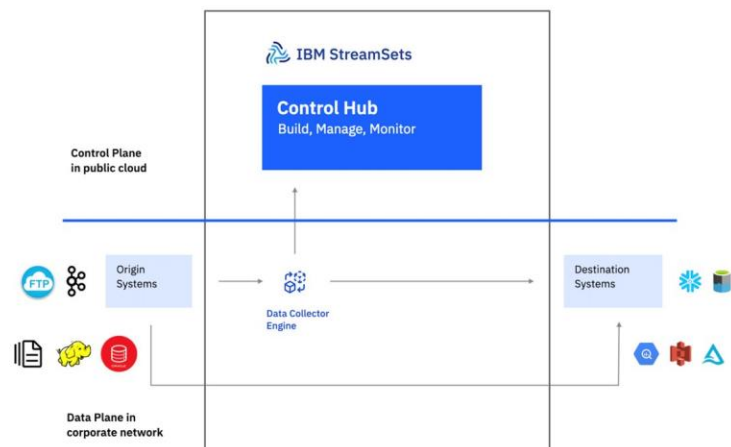 IBM StreamSets
Control Hub
Build, Manage, Monitor
Control Plane
in public cloud
FTP
Origin
Systems
Data Collector
Engine
Destination
Systems
ORACLE
Data Plane in
corporate network